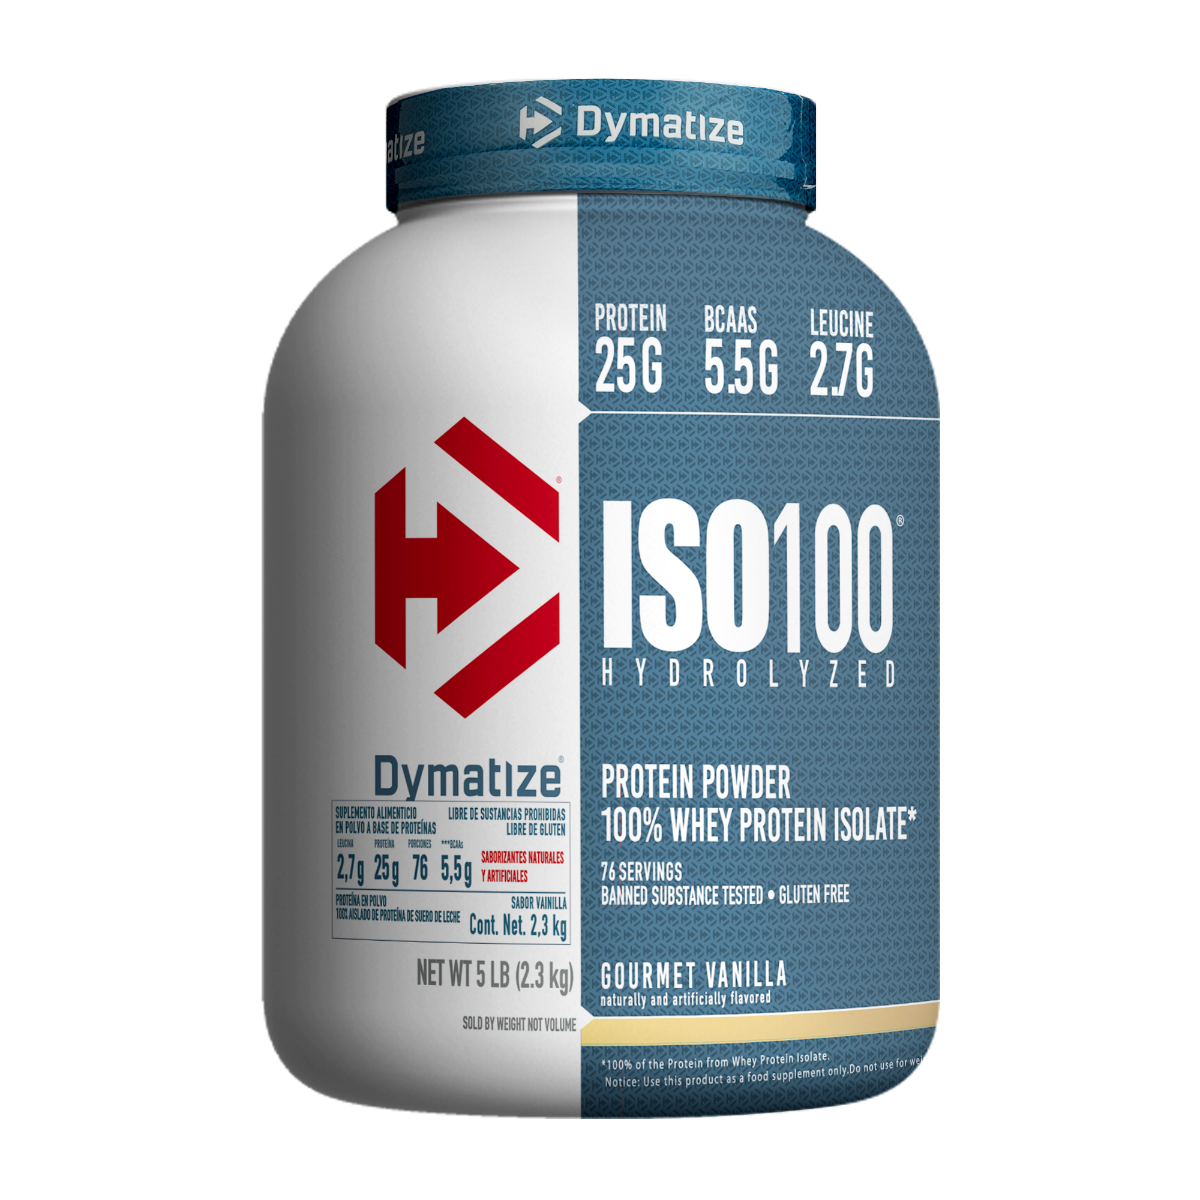 atize
Dymatize
PROTEIN BCAAS LEUCINE
25G 5.5G 2.7G
®
ISO100®
HYDROLYZED
Dymatize®
SUPLEMENTO ALIMENTICIO
EN POLVO A BASE DE PROTEÍNAS
LIBRE DE SUSTANCIAS PROHIBIDAS
LIBRE DE GLUTEN
LEUCINA PROTEÍNA PORCIONES ***BCAAs
2,7g 25g 76 5,5g
SABORIZANTES NATURALES
Y ARTIFICIALES
PROTEÍNA EN POLVO
100% AISLADO DE PROTEÍNA DE SUERO DE LECHE
SABOR VAINILLA
Cont. Net. 2,3 kg
NET WT 5 LB (2.3 kg)
SOLD BY WEIGHT NOT VOLUME
PROTEIN POWDER
100% WHEY PROTEIN ISOLATE*
76 SERVINGS
BANNED SUBSTANCE TESTED • GLUTEN FREE
GOURMET VANILLA
naturally and artificially flavored
*100% of the Protein from Whey Protein Isolate.
Notice: Use this product as a food supplement only.Do not use for we